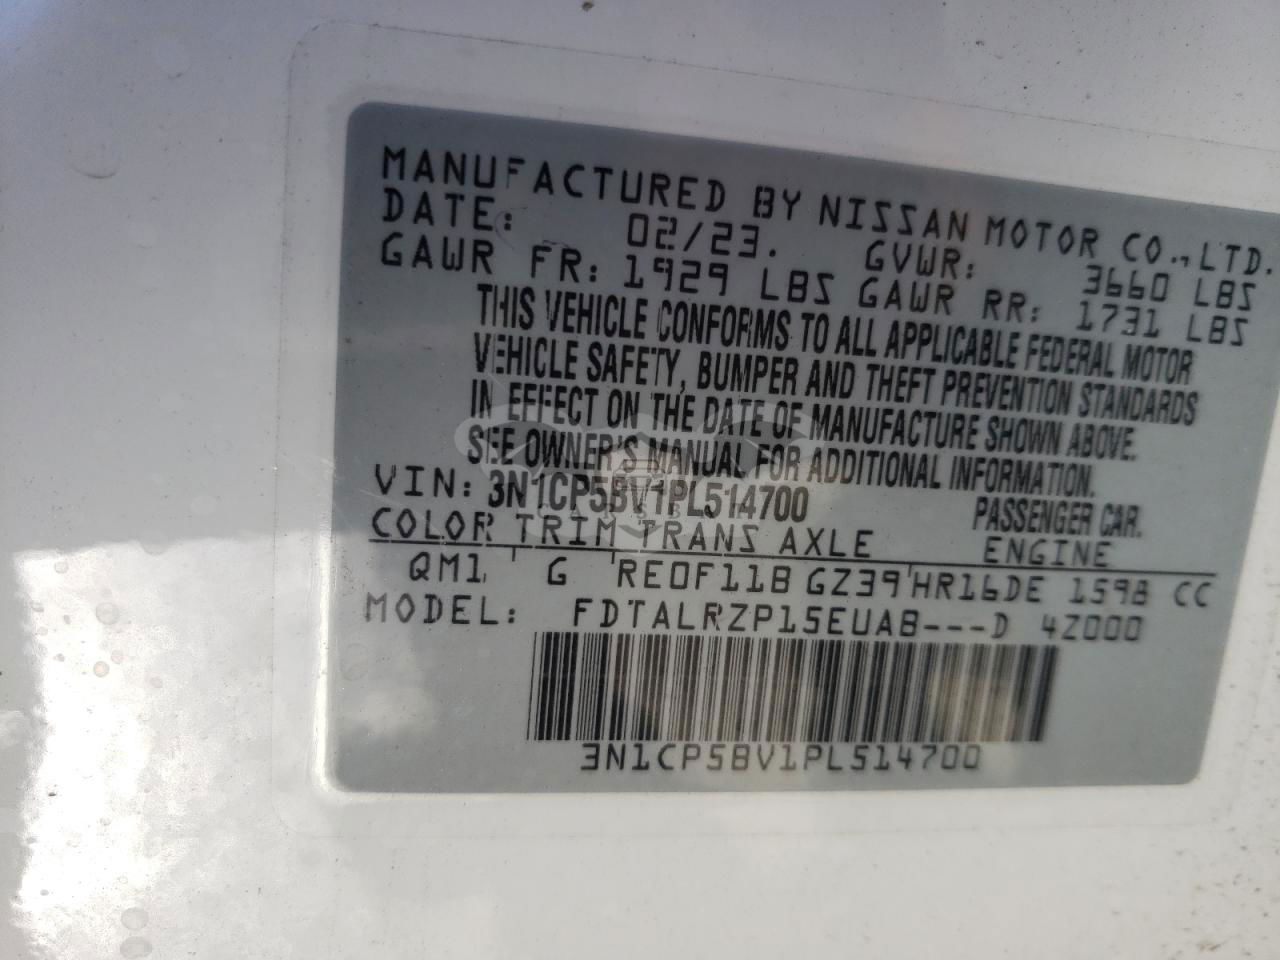 MANUFACTURED BY NISSAN MOTOR CO., LTD.
DATE: 02/23. GVWR: 3660 LBS
GAWR FR: 1929 LBS GAWR RR: 1731 LBS
THIS VEHICLE CONFORMS TO ALL APPLICABLE FEDERAL MOTOR
VEHICLE SAFETY, BUMPER AND THEFT PREVENTION STANDARDS
IN EFFECT ON THE DATE OF MANUFACTURE SHOWN ABOVE.
SEE OWNER'S MANUAL FOR ADDITIONAL INFORMATION.
VIN: 3N1CP5BV1PL514700 PASSENGER CAR.
COLOR TRIM TRANS AXLE ENGINE
QM1 G RE0F11B GZ39 HR16DE 1598 CC
MODEL: FDTALRZP15EUAB---D 4Z000
3N1CP5BV1PL514700